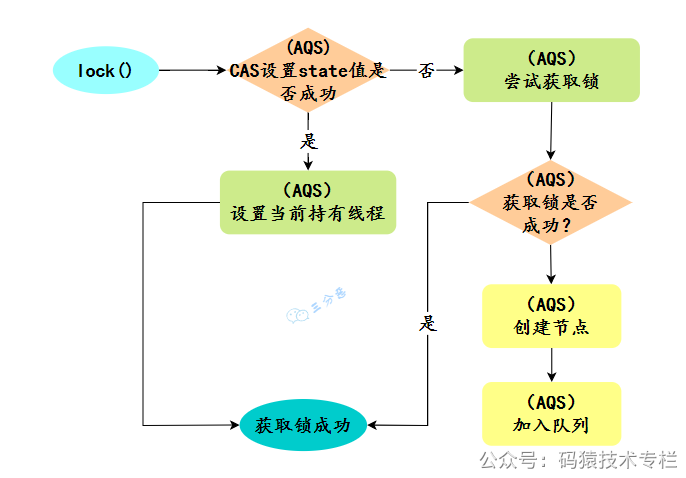 lock()
(AQS)
CAS设置state值是
否成功
否
(AQS)
尝试获取锁
是
(AQS)
设置当前持有线程
(AQS)
获取锁是否
成功？
三分恶
(AQS)
创建节点
是
(AQS)
加入队列
获取锁成功
公众号：码猿技术专栏